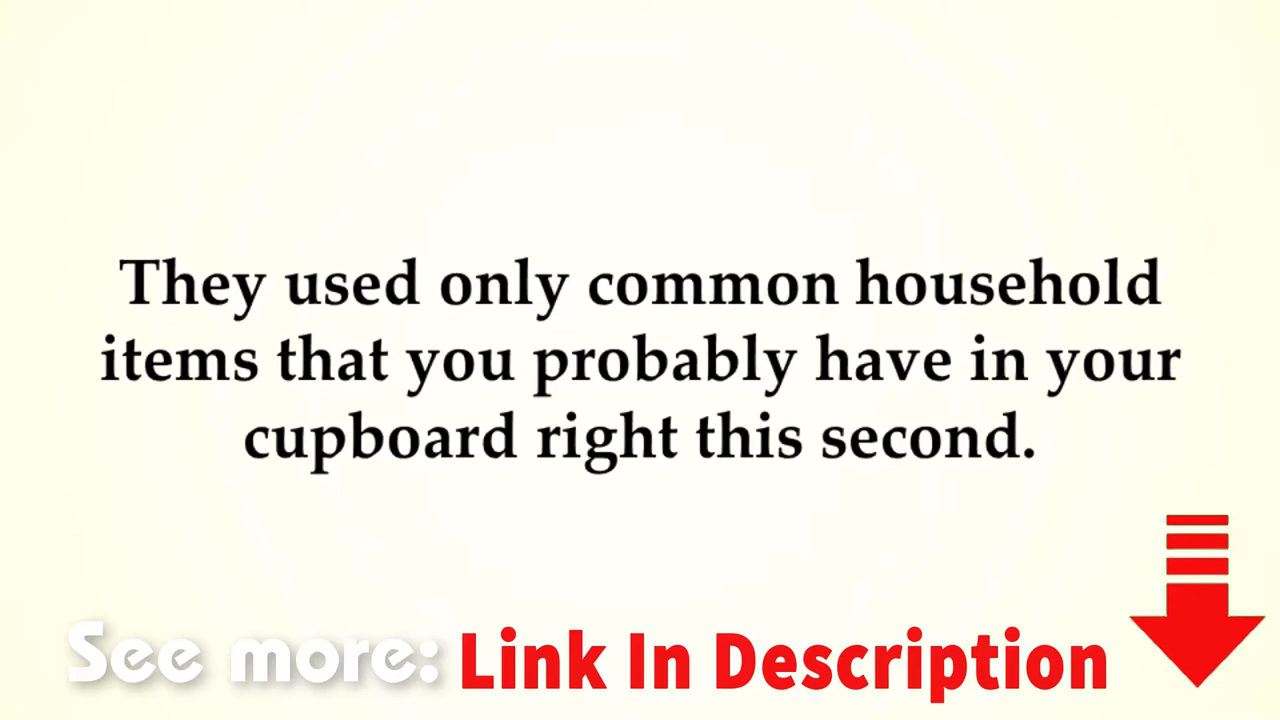 They used only common household
items that you probably have in your
cupboard right this second.
See more: Link In Description